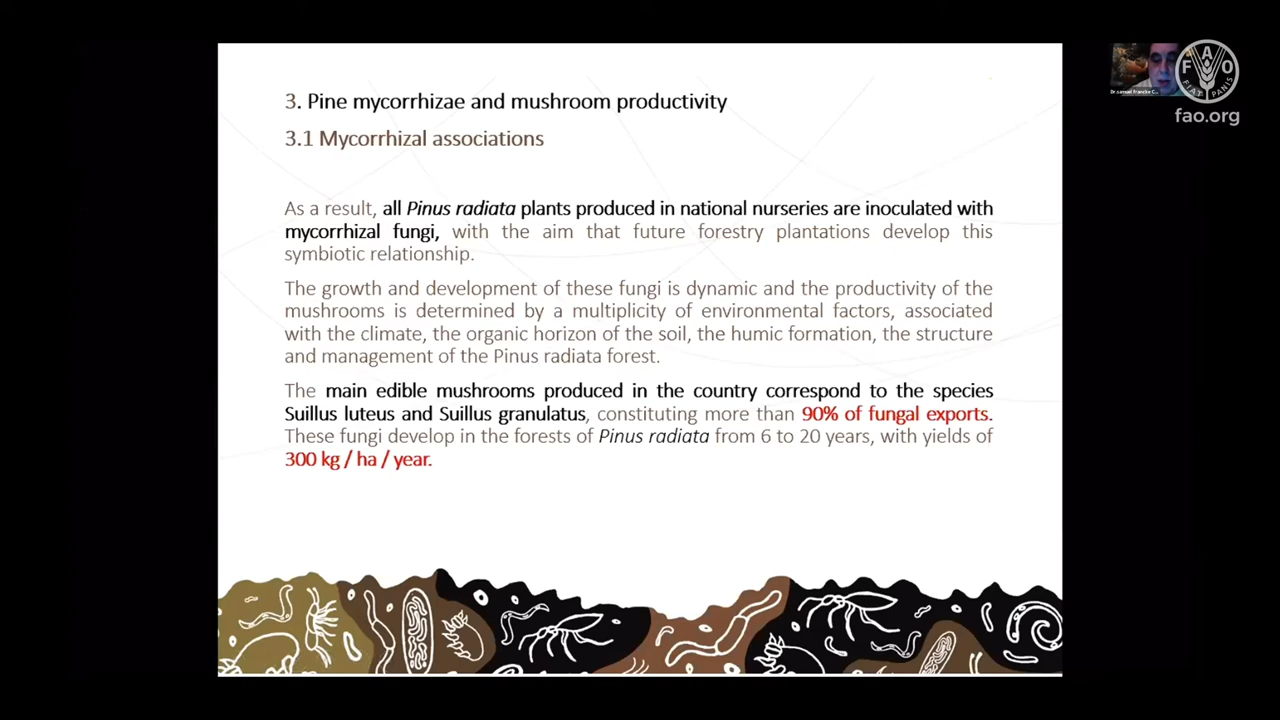 3. Pine mycorrhizae and mushroom productivity
3.1 Mycorrhizal associations
As a result, all Pinus radiata plants produced in national nurseries are inoculated with
mycorrhizal fungi, with the aim that future forestry plantations develop this
symbiotic relationship.
The growth and development of these fungi is dynamic and the productivity of the
mushrooms is determined by a multiplicity of environmental factors, associated
with the climate, the organic horizon of the soil, the humic formation, the structure
and management of the Pinus radiata forest.
The main edible mushrooms produced in the country correspond to the species
Suillus luteus and Suillus granulatus, constituting more than 90% of fungal exports.
These fungi develop in the forests of Pinus radiata from 6 to 20 years, with yields of
300 kg / ha / year.
F A O
FIAT PANIS
fao.org